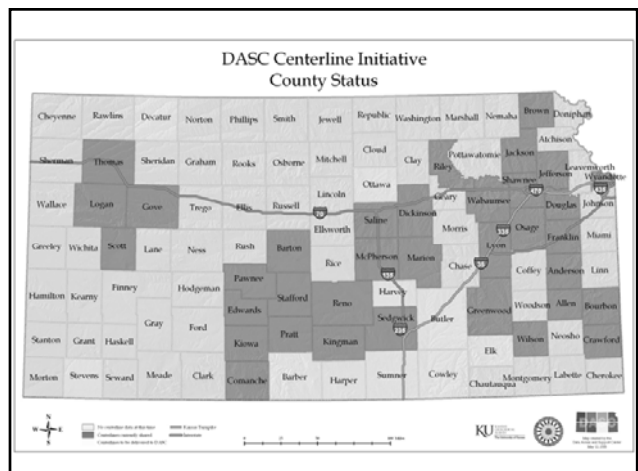 DASC Centerline Initiative
County Status
Cheyenne Rawlins Decatur Norton Phillips Smith Jewell Republic Washington Marshall Nemaha Brown Doniphan
Atchison
Sherman Thomas Sheridan Graham Rooks Osborne Mitchell Cloud Clay Riley Pottawatomie Jackson Jefferson Leavenworth Wyandotte
Lincoln Ottawa Geary Shawnee Wabaunsee Douglas Johnson
Wallace Logan Gove Trego Ellis Russell Saline Dickinson Morris Osage
Ellsworth Lyon Franklin Miami
Greeley Wichita Scott Lane Ness Rush Barton Rice McPherson Marion Chase Coffey Anderson Linn
Hamilton Kearny Finney Hodgeman Pawnee Stafford Reno Harvey
Edwards Sedgwick Butler Greenwood Woodson Allen Bourbon
Gray Ford
Stanton Grant Haskell Kiowa Pratt Kingman Elk Wilson Neosho Crawford
Morton Stevens Seward Meade Clark Comanche Barber Harper Sumner Cowley Chautauqua Montgomery Labette Cherokee
N
W E
S
KU